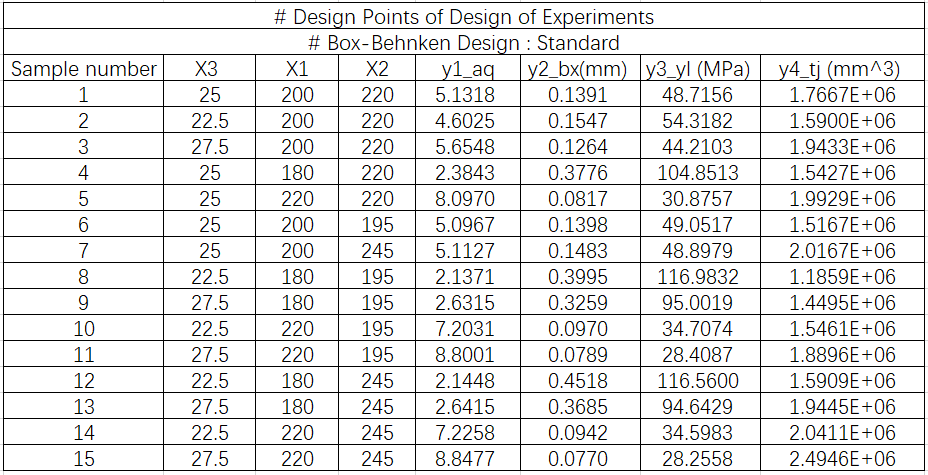 # Design Points of Design of Experiments
# Box-Behnken Design : Standard
Sample number X3 X1 X2 y1_aq y2_bx(mm) y3_yl (MPa) y4_tj (mm^3)
1 25 200 220 5.1318 0.1391 48.7156 1.7667E+06
2 22.5 200 220 4.6025 0.1547 54.3182 1.5900E+06
3 27.5 200 220 5.6548 0.1264 44.2103 1.9433E+06
4 25 180 220 2.3843 0.3776 104.8513 1.5427E+06
5 25 220 220 8.0970 0.0817 30.8757 1.9929E+06
6 25 200 195 5.0967 0.1398 49.0517 1.5167E+06
7 25 200 245 5.1127 0.1483 48.8979 2.0167E+06
8 22.5 180 195 2.1371 0.3995 116.9832 1.1859E+06
9 27.5 180 195 2.6315 0.3259 95.0019 1.4495E+06
10 22.5 220 195 7.2031 0.0970 34.7074 1.5461E+06
11 27.5 220 195 8.8001 0.0789 28.4087 1.8896E+06
12 22.5 180 245 2.1448 0.4518 116.5600 1.5909E+06
13 27.5 180 245 2.6415 0.3685 94.6429 1.9445E+06
14 22.5 220 245 7.2258 0.0942 34.5983 2.0411E+06
15 27.5 220 245 8.8477 0.0770 28.2558 2.4946E+06